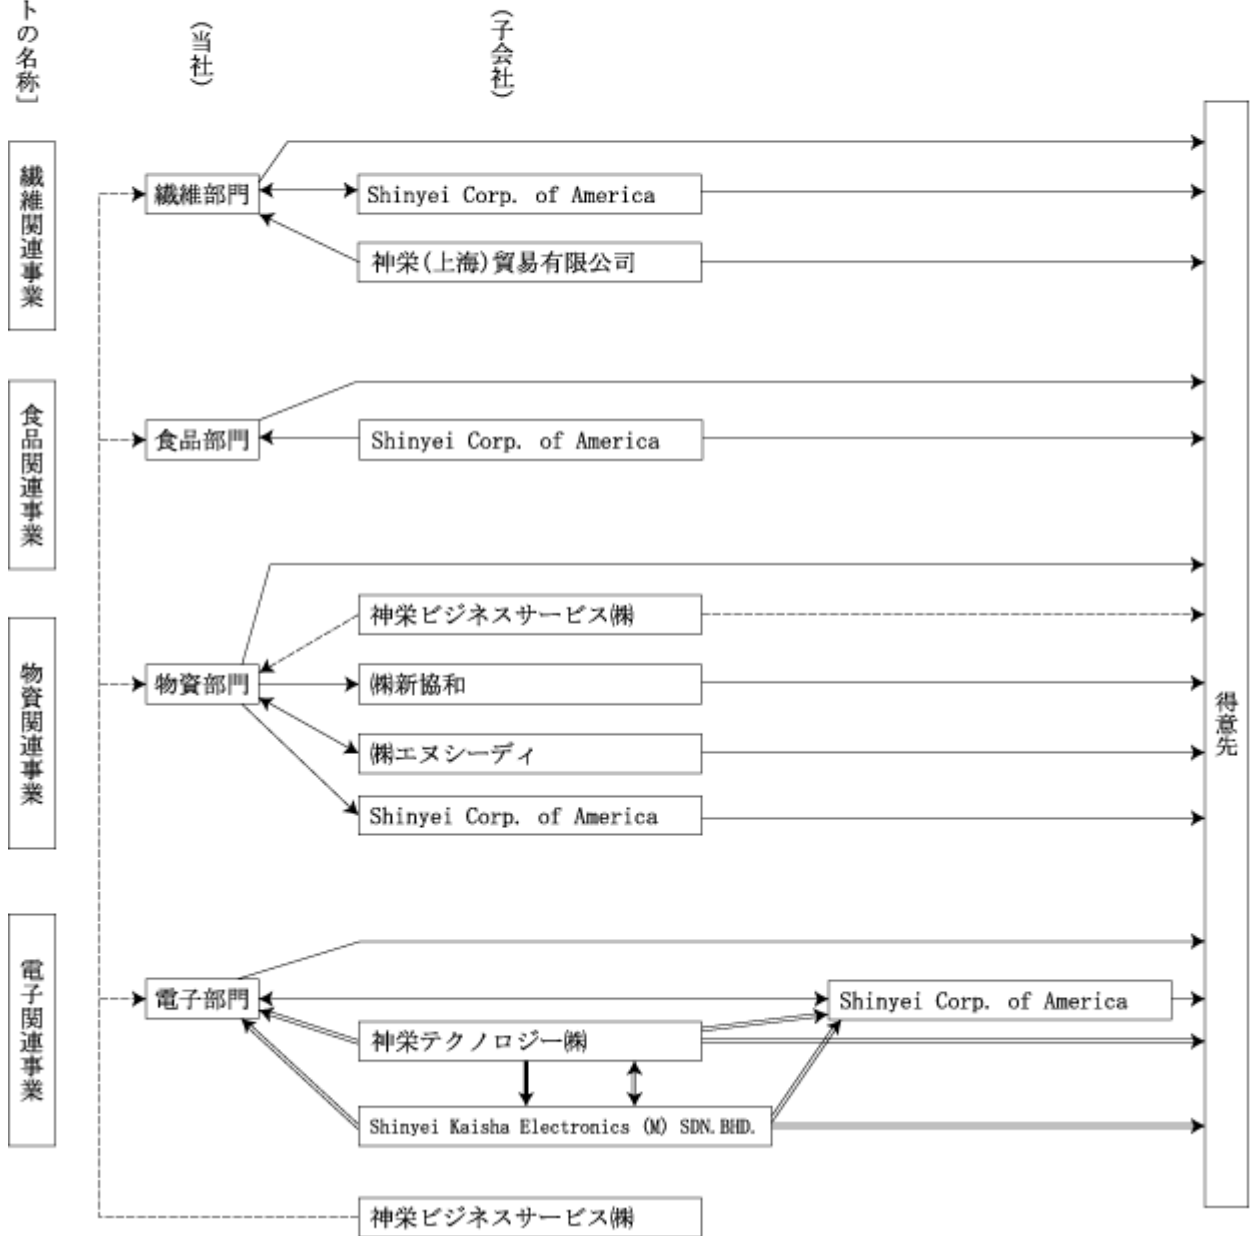 トの名称］
（当社）
（子会社）
繊維関連事業
繊維部門
Shinyei Corp. of America
神栄(上海)貿易有限公司
食品関連事業
食品部門
Shinyei Corp. of America
物資関連事業
神栄ビジネスサービス㈱
物資部門
㈱新協和
㈱エヌシーディ
Shinyei Corp. of America
得意先
電子関連事業
電子部門
Shinyei Corp. of America
神栄テクノロジー㈱
Shinyei Kaisha Electronics (M) SDN.BHD.
神栄ビジネスサービス㈱